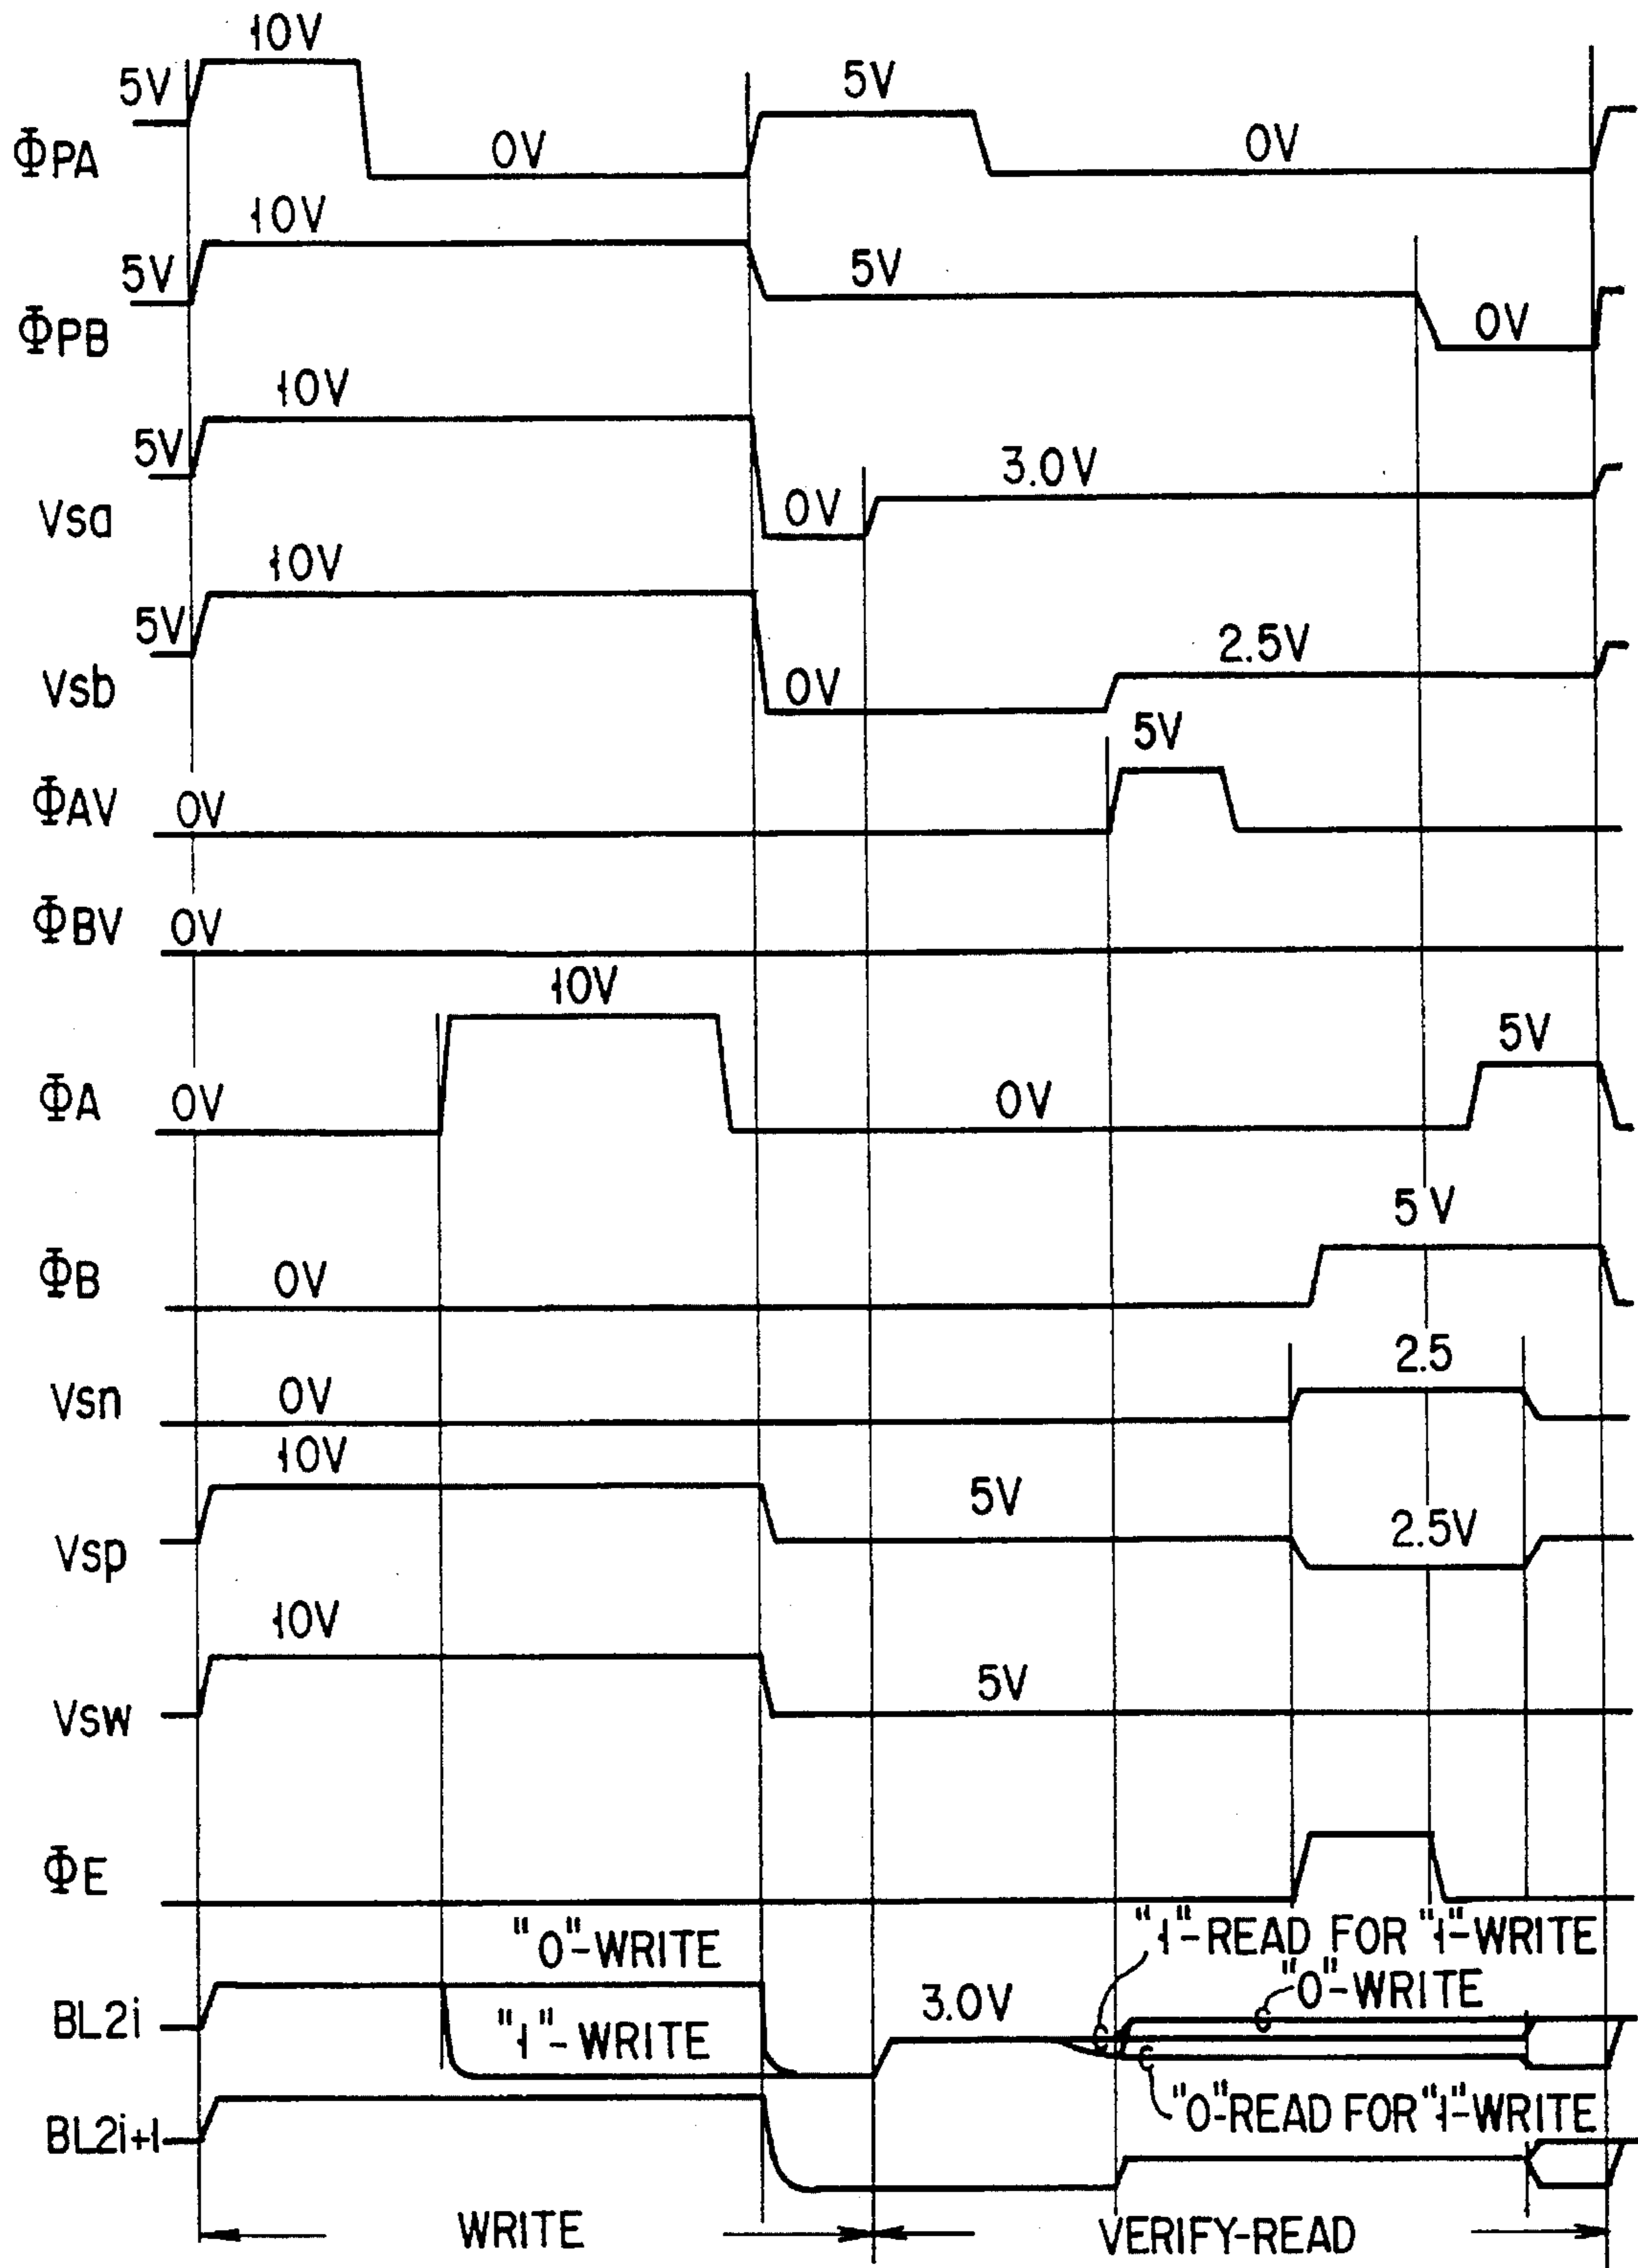 10V
5V 5V
ΦPA 0V 0V
10V
5V 5V
ΦPB 0V
10V
5V 3.0V
Vsa 0V
10V
5V 2.5V
Vsb 0V
5V
ΦAV 0V
ΦBV 0V
10V
5V
ΦA 0V 0V
5V
ΦB 0V
2.5
Vsn 0V
10V
5V
Vsp 2.5V
10V
Vsw 5V
ΦE
"0"-WRITE "1"-READ FOR "1"-WRITE
BL2i 3.0V "0"-WRITE
"1"-WRITE
"0"-READ FOR "1"-WRITE
BL2i+1
WRITE VERIFY-READ